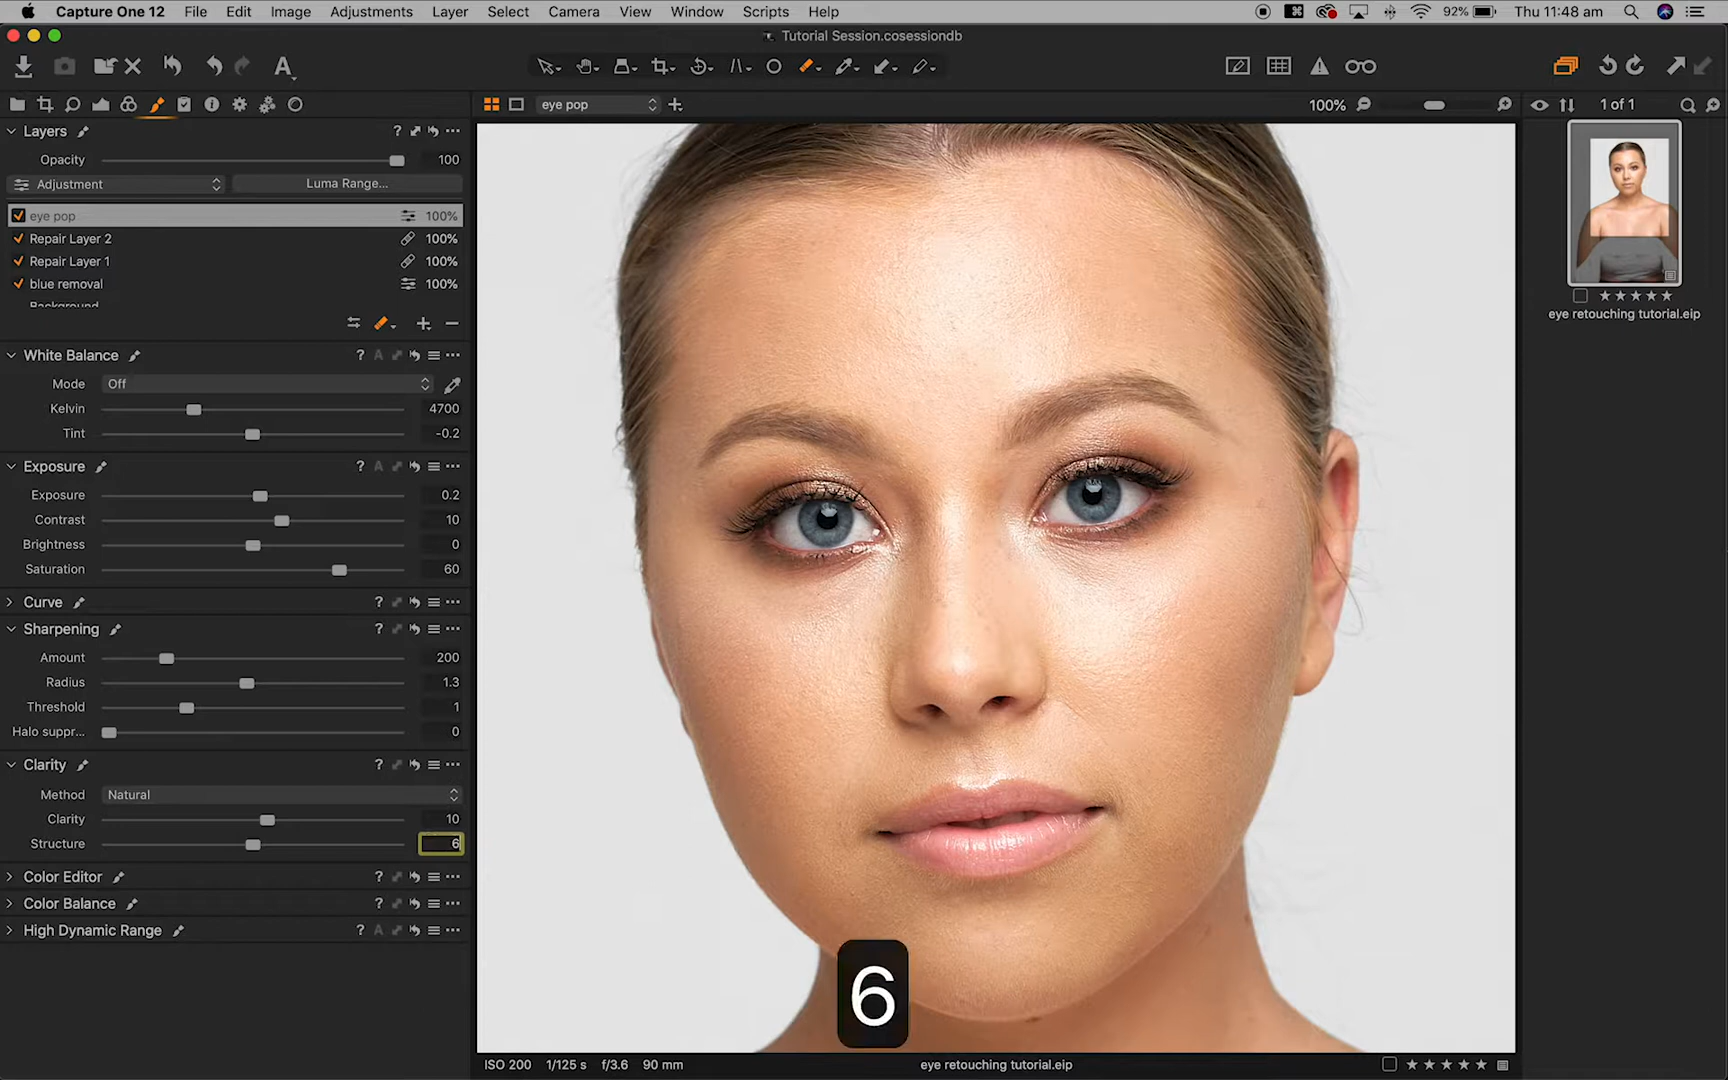 Capture One 12 File Edit Image Adjustments Layer Select Camera View Window Scripts Help 92% Thu 11:48 am
Tutorial Session.cosessiondb
A
eye pop 100% 1 of 1
Layers ? ...
Opacity 100
Adjustment Luma Range...
eye pop 100%
Repair Layer 2 100%
Repair Layer 1 100%
blue removal 100%
Background
White Balance ? A ...
Mode Off
Kelvin 4700
Tint -0.2
Exposure ? A ...
Exposure 0.2
Contrast 10
Brightness 0
Saturation 60
Curve ? ...
Sharpening ? ...
Amount 200
Radius 1.3
Threshold 1
Halo suppr... 0
Clarity ? ...
Method Natural
Clarity 10
Structure 6
Color Editor ? ...
Color Balance ? ...
High Dynamic Range ? A ...
eye retouching tutorial.eip
6
ISO 200 1/125 s f/3.6 90 mm eye retouching tutorial.eip